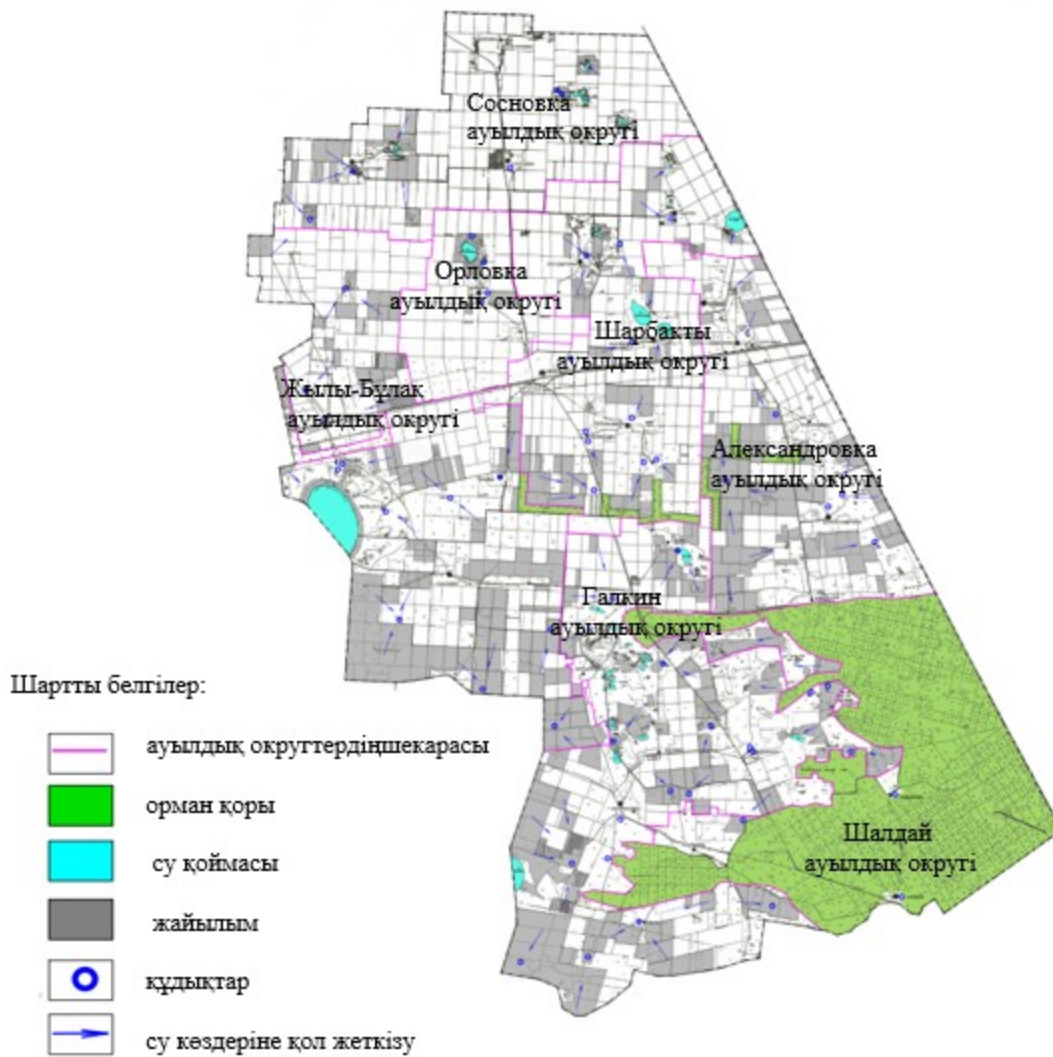 Сосновка
ауылдық округі
Орловка
ауылдық округі
Шарбакты
ауылдық округі
Жылы-Бұлақ
ауылдық округі
Александровка
ауылдық округі
Галкин
ауылдық округі
Шалдай
ауылдық округі
Шартты белгілер:
ауылдық округтердіңшекарасы
орман қоры
су қоймасы
жайылым
құдықтар
су көздеріне қол жеткізу